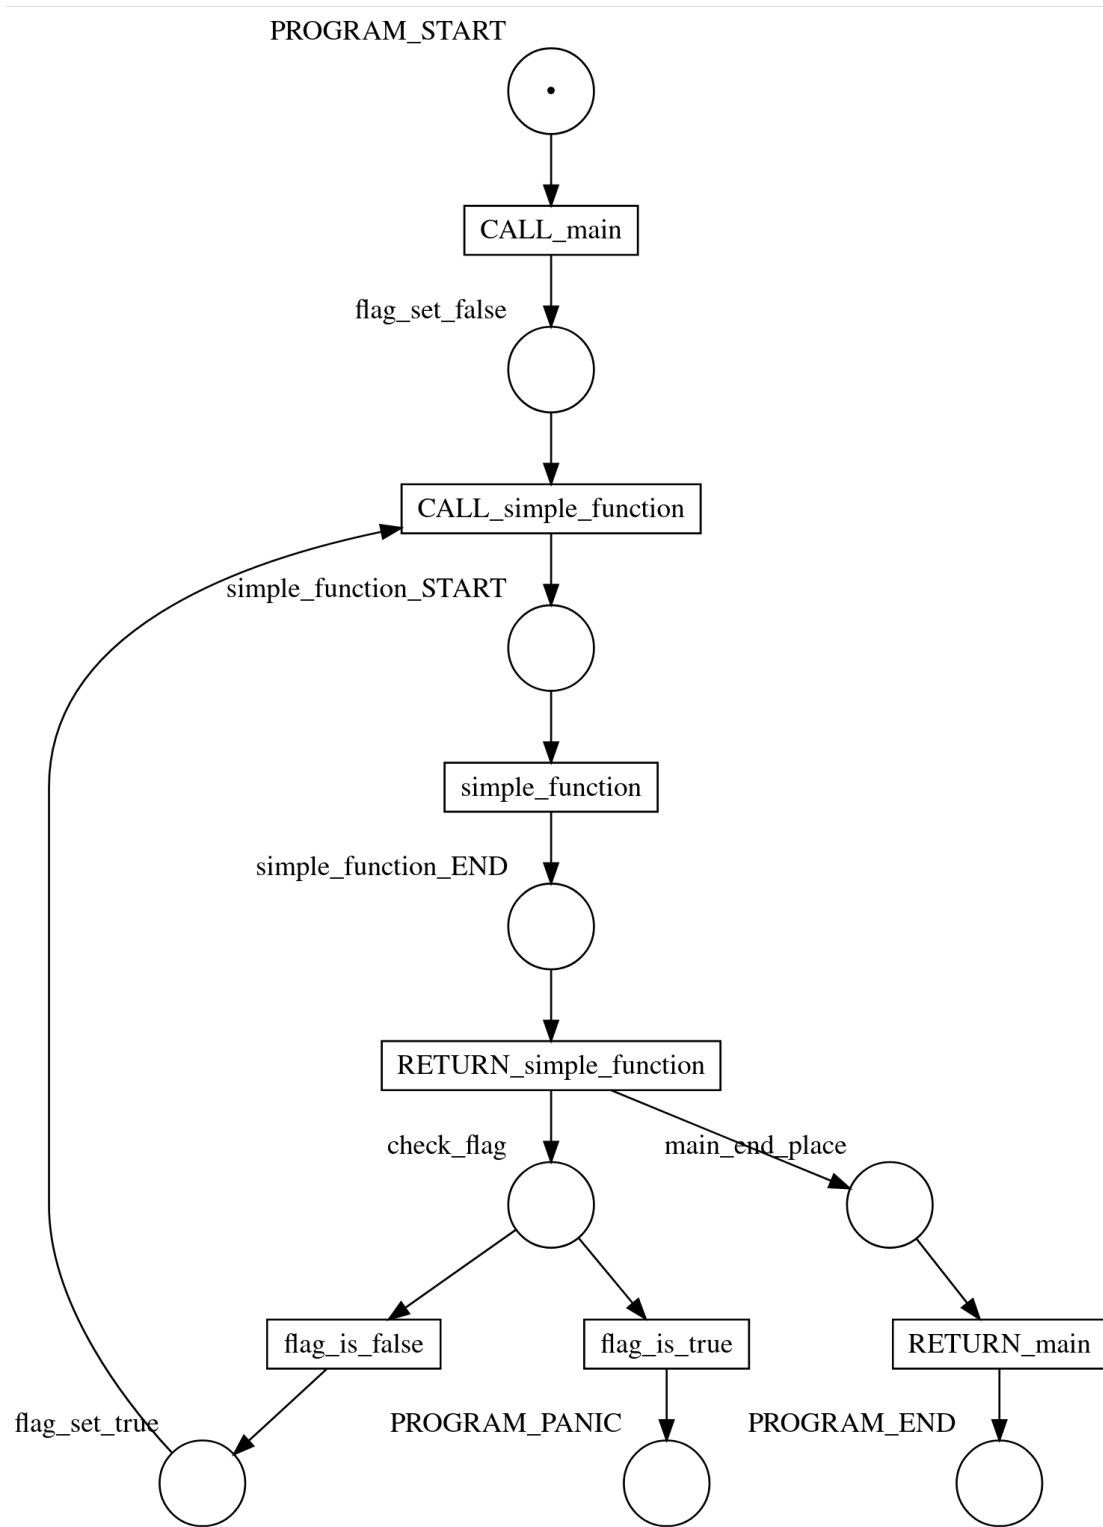 PROGRAM_START
CALL_main
flag_set_false
CALL_simple_function
simple_function_START
simple_function
simple_function_END
RETURN_simple_function
check_flag
main_end_place
flag_is_false
flag_is_true
RETURN_main
flag_set_true
PROGRAM_PANIC
PROGRAM_END